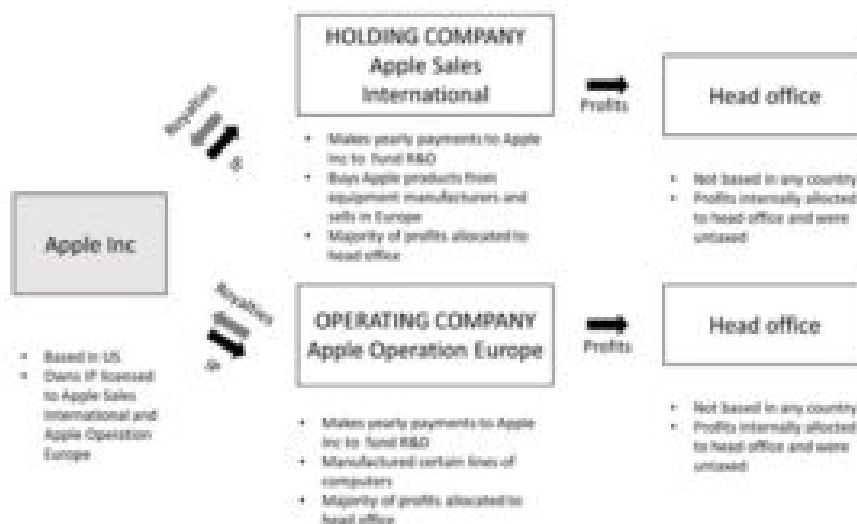 HOLDING COMPANY
Apple Sales
International
Profits
Head office
Royalties
IP
• Makes yearly payments to Apple
Inc to fund R&D
• Buys Apple products from
equipment manufacturers and
sells in Europe
• Majority of profits allocated to
head office
• Not based in any country
• Profits internally allocated
to head office and were
untaxed
Apple Inc
• Based in US
• Owns IP licensed
to Apple Sales
International and
Apple Operation
Europe
Royalties
IP
OPERATING COMPANY
Apple Operation Europe
Profits
Head office
• Makes yearly payments to Apple
Inc to fund R&D
• Manufactured certain lines of
computers
• Majority of profits allocated to
head office
• Not based in any country
• Profits internally allocated
to head office and were
untaxed